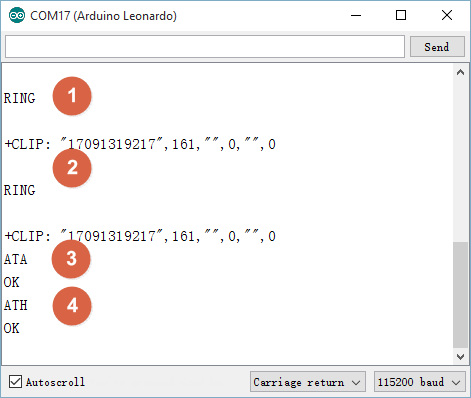 COM17 (Arduino Leonardo)
Send
RING 1
+CLIP: "17091319217",161,"",0,"",0
2
RING
+CLIP: "17091319217",161,"",0,"",0
ATA 3
OK
ATH 4
OK
Autoscroll Carriage return 115200 baud